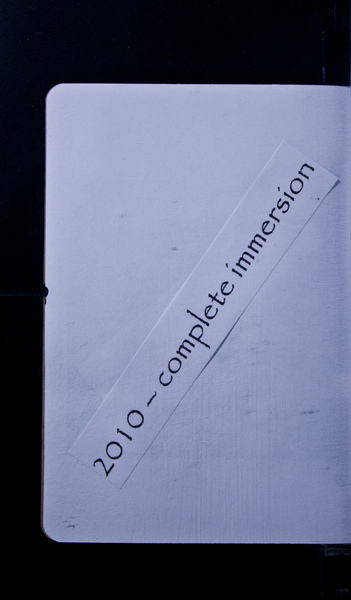 2010 – complete immersion